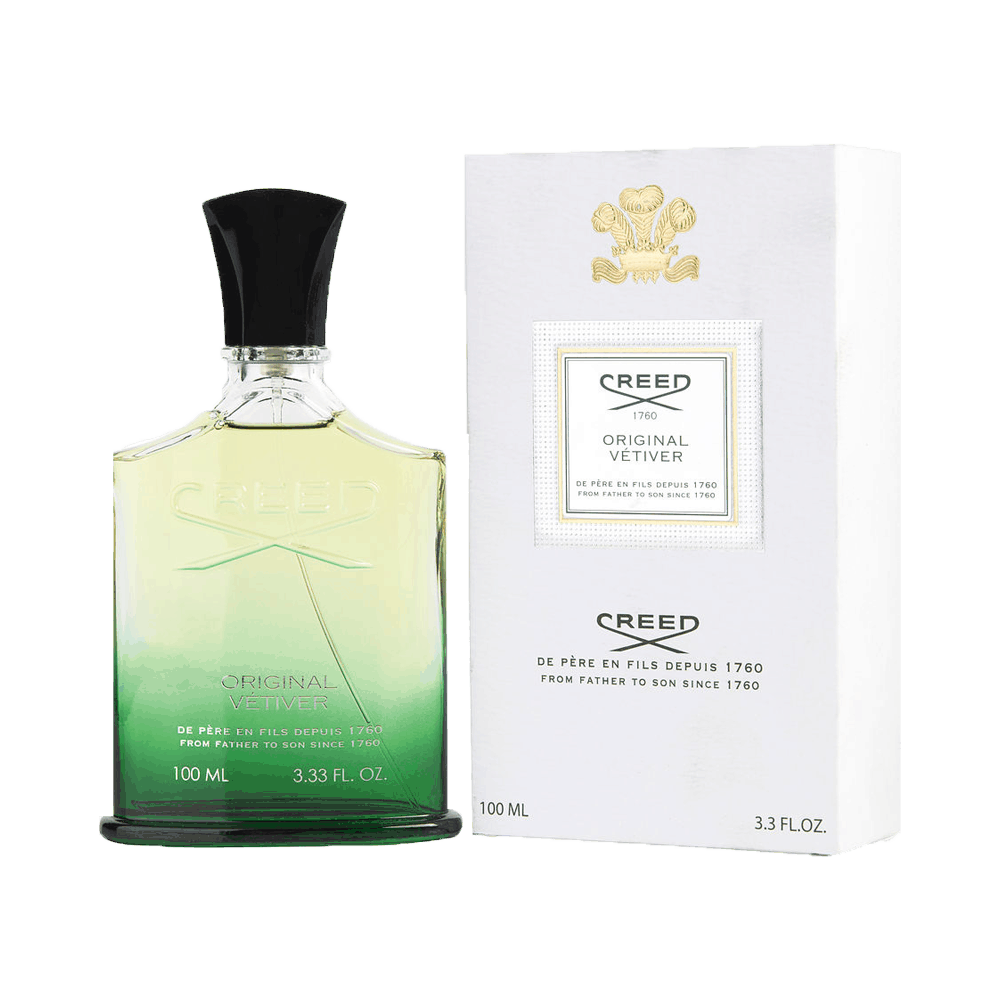 CREED
ORIGINAL
VÉTIVER
DE PÈRE EN FILS DEPUIS 1760
FROM FATHER TO SON SINCE 1760
100 ML 3.33 FL. OZ.
CREED
1760
ORIGINAL
VÉTIVER
DE PÈRE EN FILS DEPUIS 1760
FROM FATHER TO SON SINCE 1760
CREED
DE PÈRE EN FILS DEPUIS 1760
FROM FATHER TO SON SINCE 1760
100 ML
3.3 FL.OZ.